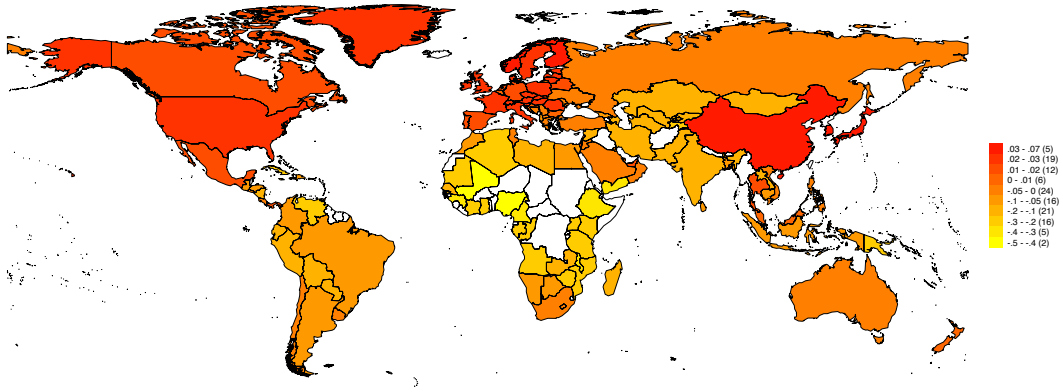 .03 - .07 (5)
.02 - .03 (19)
.01 - .02 (12)
0 - .01 (6)
-.05 - 0 (24)
-.1 - -.05 (16)
-.2 - -.1 (21)
-.3 - -.2 (16)
-.4 - -.3 (5)
-.5 - -.4 (2)